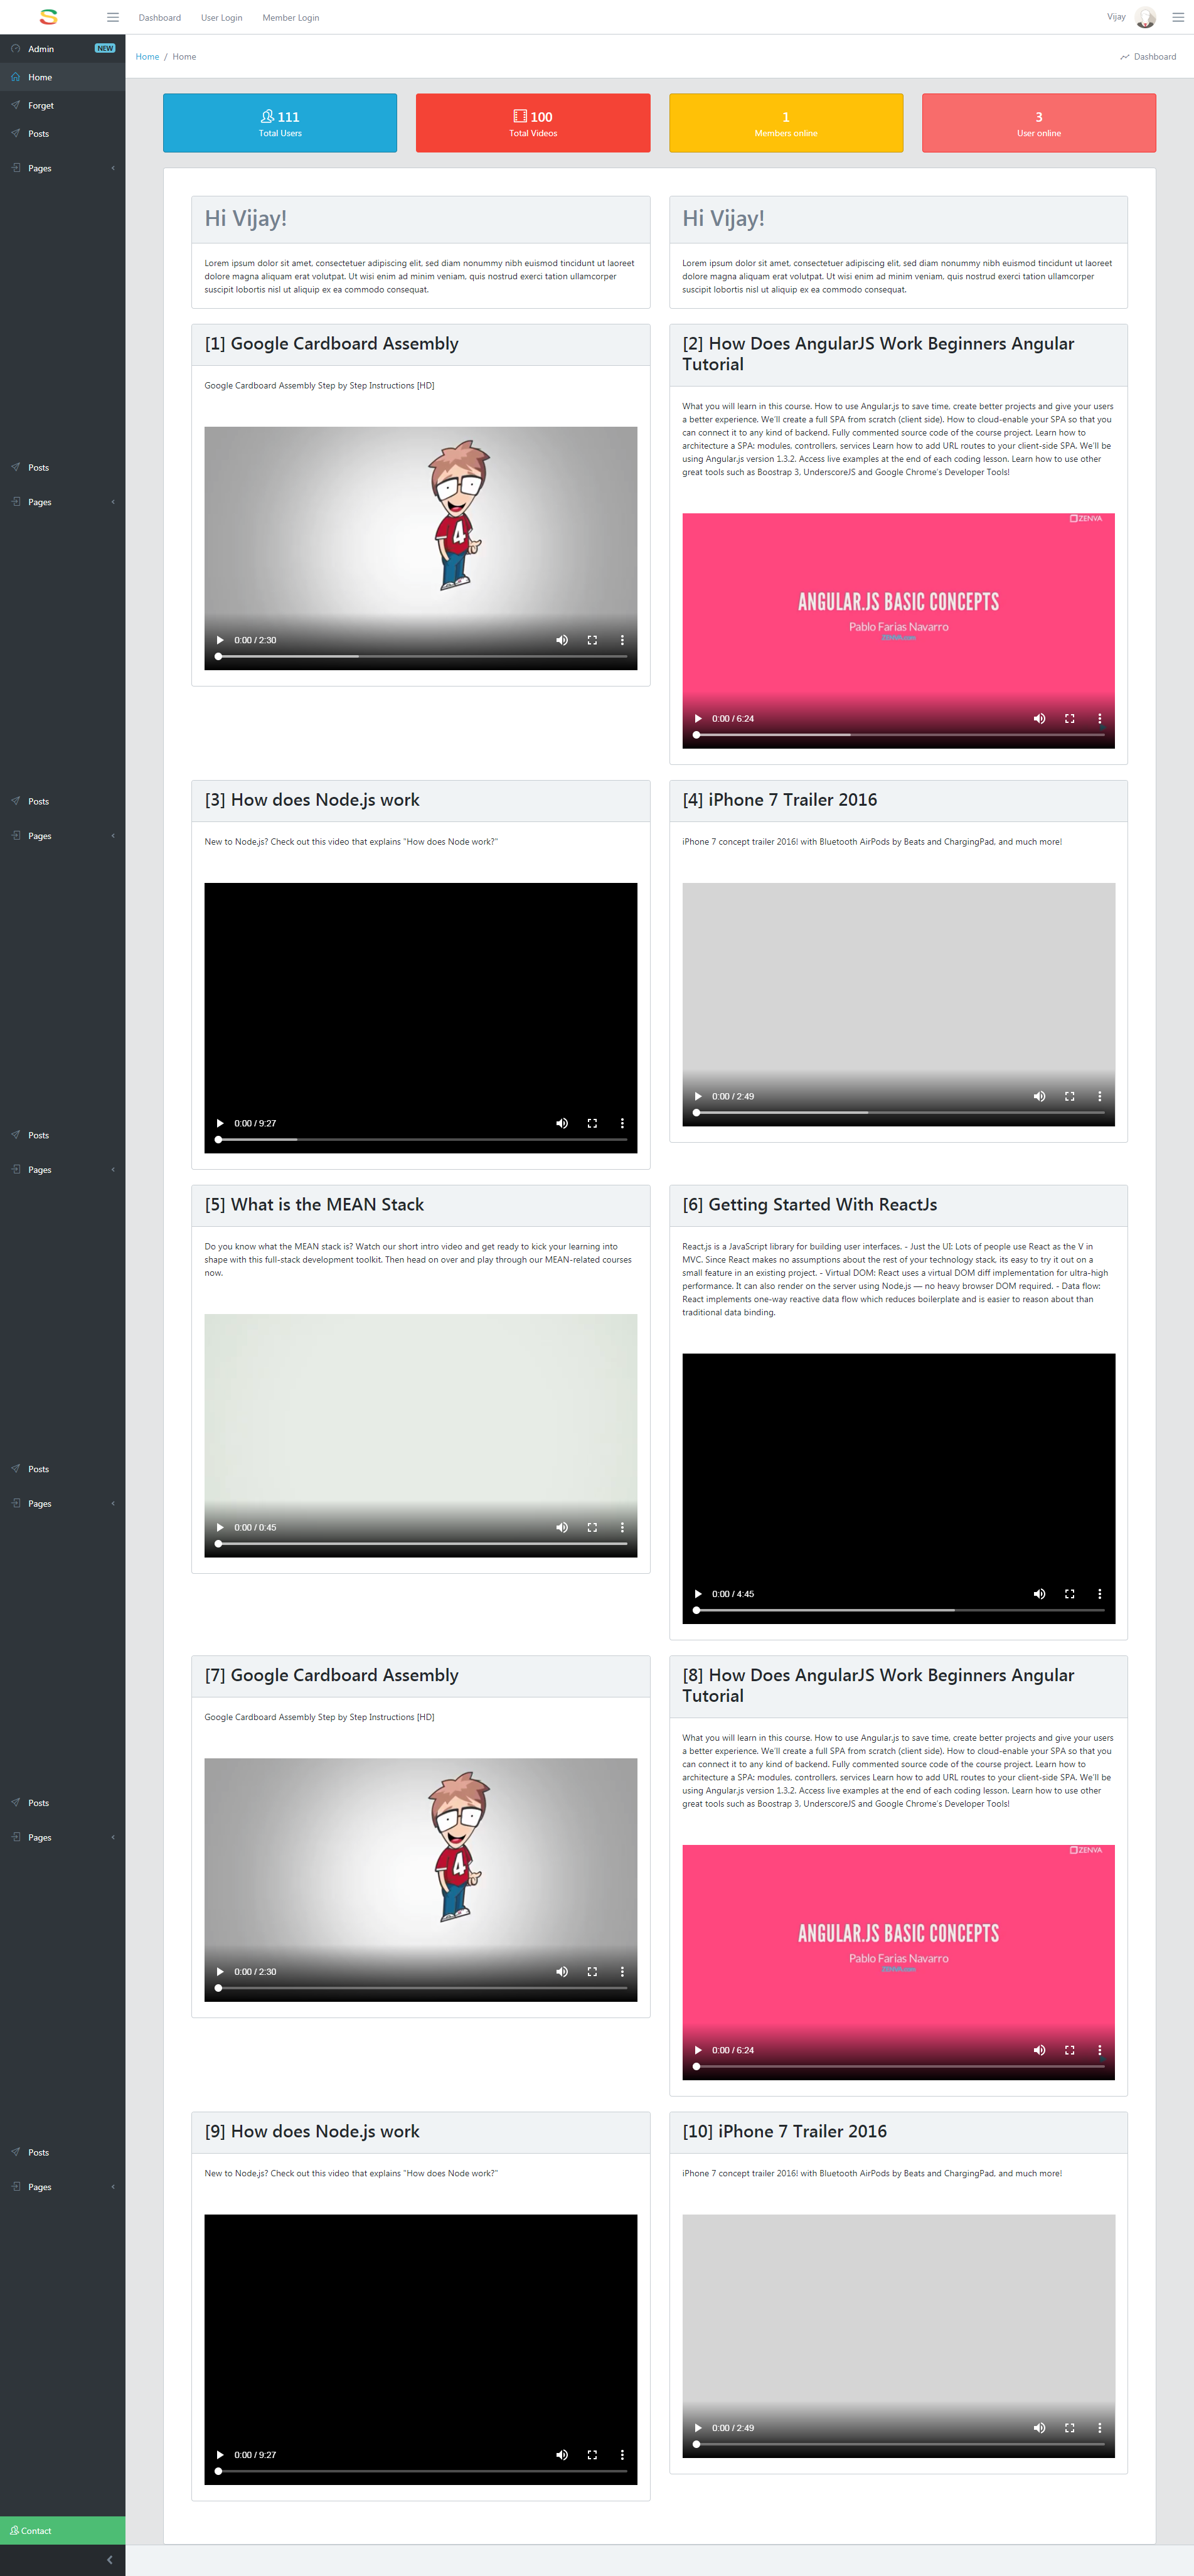 S
Dashboard User Login Member Login
Vijay
Admin NEW
Home
Forget
Posts
Pages
Home / Home
Dashboard
111
Total Users
100
Total Videos
1
Members online
3
User online
Hi Vijay!
Lorem ipsum dolor sit amet, consectetuer adipiscing elit, sed diam nonummy nibh euismod tincidunt ut laoreet
dolore magna aliquam erat volutpat. Ut wisi enim ad minim veniam, quis nostrud exerci tation ullamcorper
suscipit lobortis nisl ut aliquip ex ea commodo consequat.
Hi Vijay!
Lorem ipsum dolor sit amet, consectetuer adipiscing elit, sed diam nonummy nibh euismod tincidunt ut laoreet
dolore magna aliquam erat volutpat. Ut wisi enim ad minim veniam, quis nostrud exerci tation ullamcorper
suscipit lobortis nisl ut aliquip ex ea commodo consequat.
[1] Google Cardboard Assembly
Google Cardboard Assembly Step by Step Instructions [HD]
4
0:00 / 2:30
[2] How Does AngularJS Work Beginners Angular
Tutorial
What you will learn in this course. How to use Angular.js to save time, create better projects and give your users
a better experience. We'll create a full SPA from scratch (client side). How to cloud-enable your SPA so that you
can connect it to any kind of backend. Fully commented source code of the course project. Learn how to
architecture a SPA: modules, controllers, services Learn how to add URL routes to your client-side SPA. We'll be
using Angular.js version 1.3.2. Access live examples at the end of each coding lesson. Learn how to use other
great tools such as Boostrap 3, UnderscoreJS and Google Chrome's Developer Tools!
ZENVA
ANGULAR.JS BASIC CONCEPTS
Pablo Farias Navarro
ZENVA.com
0:00 / 6:24
Posts
Pages
[3] How does Node.js work
New to Node.js? Check out this video that explains "How does Node work?"
0:00 / 9:27
[4] iPhone 7 Trailer 2016
iPhone 7 concept trailer 2016! with Bluetooth AirPods by Beats and ChargingPad, and much more!
0:00 / 2:49
Posts
Pages
Posts
Pages
[5] What is the MEAN Stack
Do you know what the MEAN stack is? Watch our short intro video and get ready to kick your learning into
shape with this full-stack development toolkit. Then head on over and play through our MEAN-related courses
now.
0:00 / 0:45
[6] Getting Started With ReactJs
React.js is a JavaScript library for building user interfaces. - Just the UI: Lots of people use React as the V in
MVC. Since React makes no assumptions about the rest of your technology stack, its easy to try it out on a
small feature in an existing project. - Virtual DOM: React uses a virtual DOM diff implementation for ultra-high
performance. It can also render on the server using Node.js — no heavy browser DOM required. - Data flow:
React implements one-way reactive data flow which reduces boilerplate and is easier to reason about than
traditional data binding.
0:00 / 4:45
Posts
Pages
[7] Google Cardboard Assembly
Google Cardboard Assembly Step by Step Instructions [HD]
4
0:00 / 2:30
[8] How Does AngularJS Work Beginners Angular
Tutorial
What you will learn in this course. How to use Angular.js to save time, create better projects and give your users
a better experience. We'll create a full SPA from scratch (client side). How to cloud-enable your SPA so that you
can connect it to any kind of backend. Fully commented source code of the course project. Learn how to
architecture a SPA: modules, controllers, services Learn how to add URL routes to your client-side SPA. We'll be
using Angular.js version 1.3.2. Access live examples at the end of each coding lesson. Learn how to use other
great tools such as Boostrap 3, UnderscoreJS and Google Chrome's Developer Tools!
ZENVA
ANGULAR.JS BASIC CONCEPTS
Pablo Farias Navarro
ZENVA.com
0:00 / 6:24
Posts
Pages
[9] How does Node.js work
New to Node.js? Check out this video that explains "How does Node work?"
0:00 / 9:27
[10] iPhone 7 Trailer 2016
iPhone 7 concept trailer 2016! with Bluetooth AirPods by Beats and ChargingPad, and much more!
0:00 / 2:49
Posts
Pages
Contact